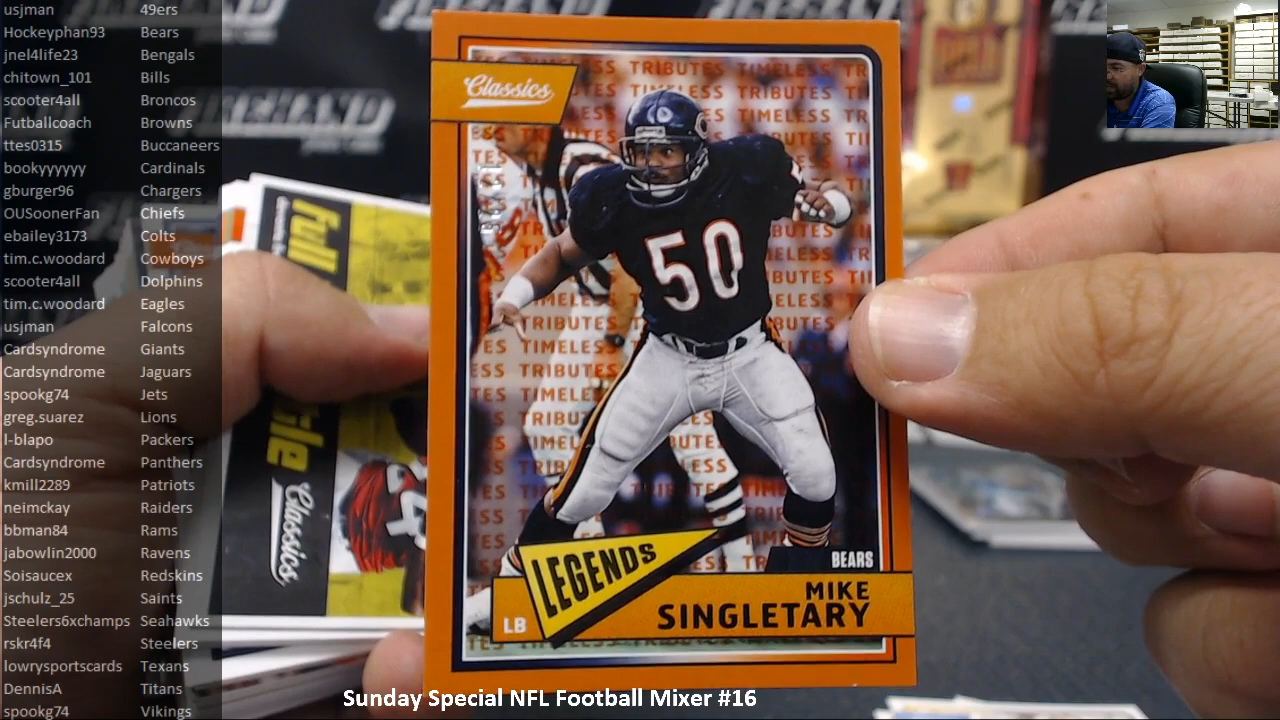 usjman 49ers
Hockeyphan93 Bears
jnel4life23 Bengals
chitown_101 Bills
scooter4all Broncos
Futballcoach Browns
ttes0315 Buccaneers
bookyyyyyy Cardinals
gburger96 Chargers
OUSoonerFan Chiefs
ebailey3173 Colts
tim.c.woodard Cowboys
scooter4all Dolphins
tim.c.woodard Eagles
usjman Falcons
Cardsyndrome Giants
Cardsyndrome Jaguars
spookg74 Jets
greg.suarez Lions
l-blapo Packers
Cardsyndrome Panthers
kmill2289 Patriots
neimckay Raiders
bbman84 Rams
jabowlin2000 Ravens
Soisaucex Redskins
jschulz_25 Saints
Steelers6xchamps Seahawks
rskr4f4 Steelers
lowrysportscards Texans
DennisA Titans
spookg74 Vikings
Classics
TRIBUTES TIMELESS
50
LEGENDS
BEARS
LB
MIKE
SINGLETARY
full
Classics
Sunday Special NFL Football Mixer #16